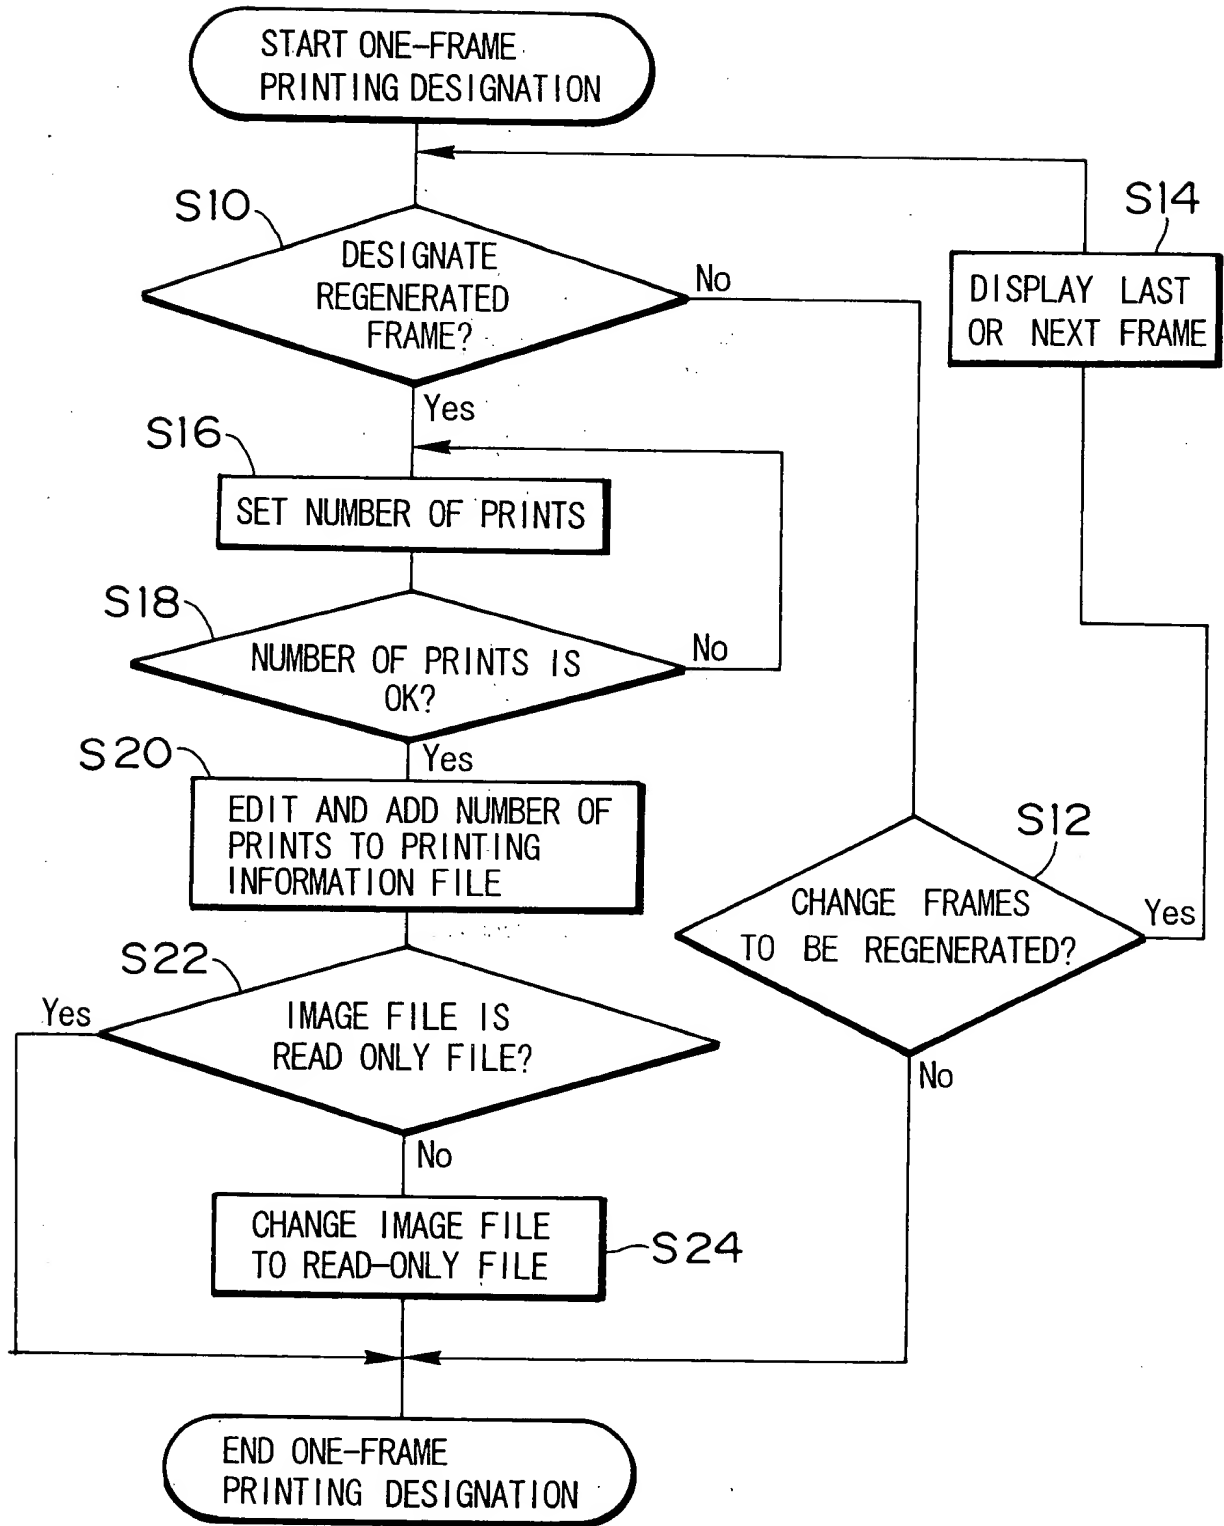 START ONE-FRAME
PRINTING DESIGNATION
S10
DESIGNATE
REGENERATED
FRAME?
No
Yes
S14
DISPLAY LAST
OR NEXT FRAME
S16
SET NUMBER OF PRINTS
S18
NUMBER OF PRINTS IS
OK?
No
Yes
S20
EDIT AND ADD NUMBER OF
PRINTS TO PRINTING
INFORMATION FILE
S12
CHANGE FRAMES
TO BE REGENERATED?
Yes
No
S22
IMAGE FILE IS
READ ONLY FILE?
Yes
No
CHANGE IMAGE FILE
TO READ-ONLY FILE
S24
END ONE-FRAME
PRINTING DESIGNATION